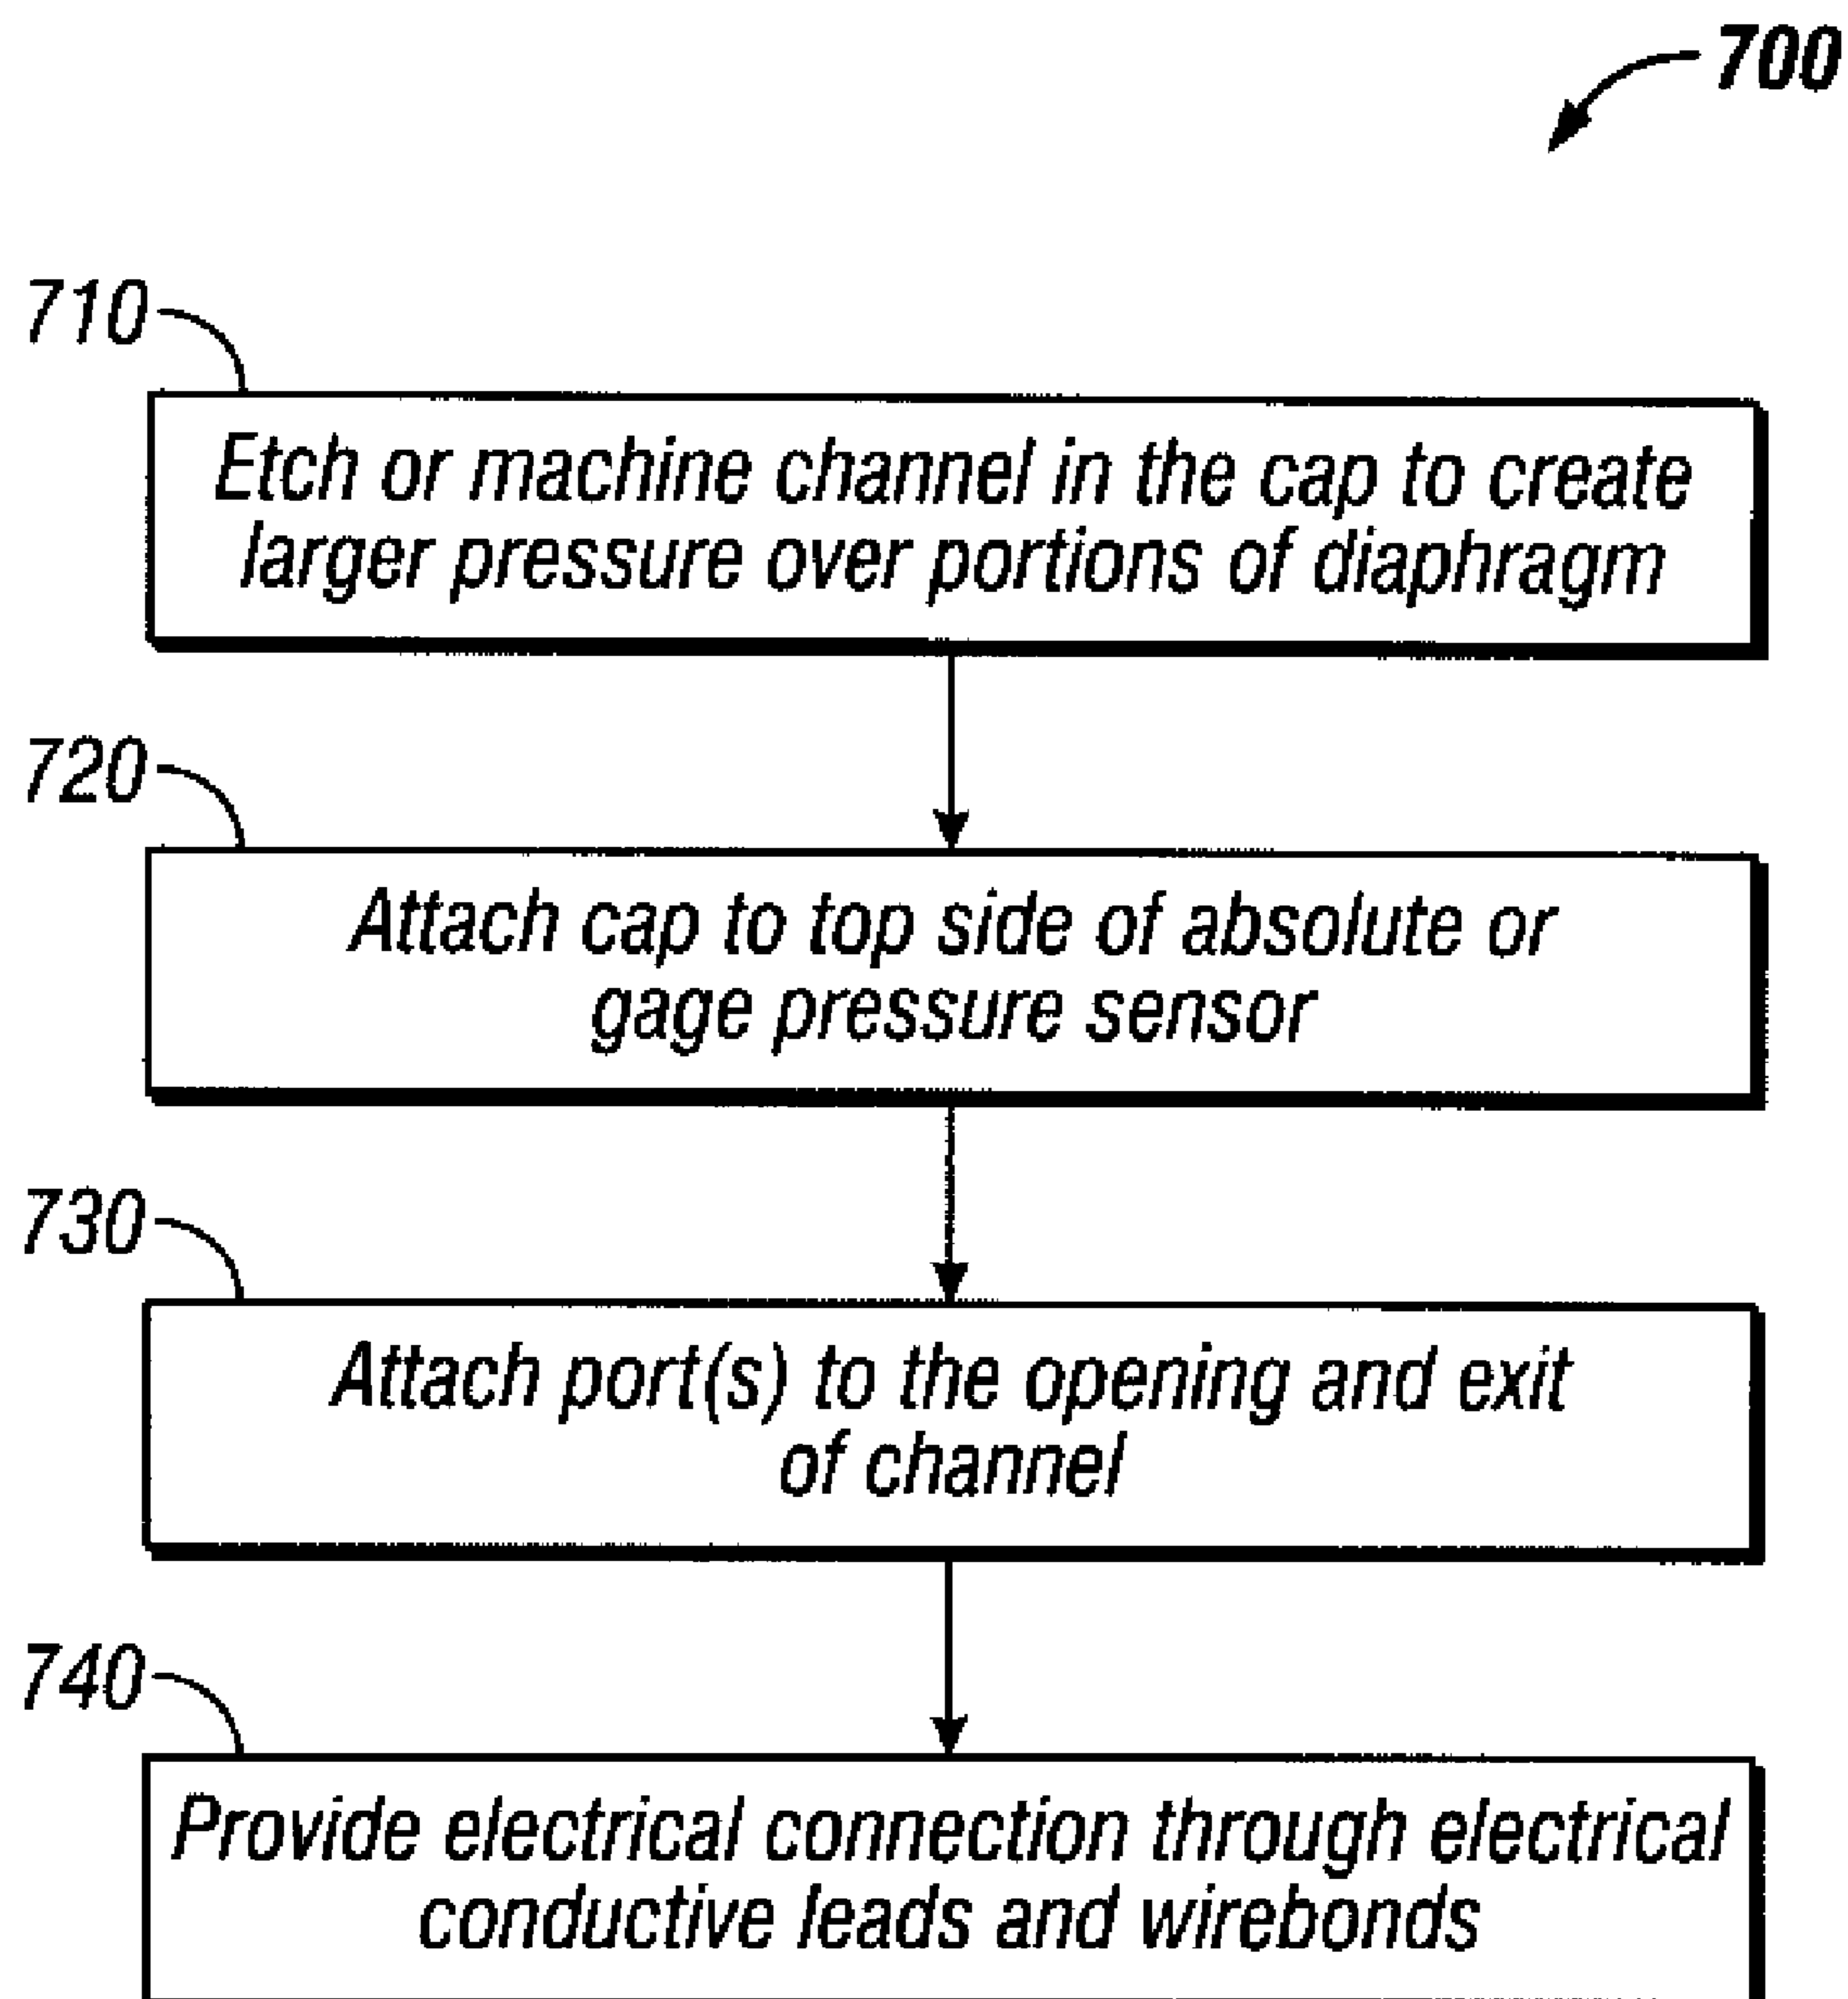 700
710
Etch or machine channel in the cap to create
larger pressure over portions of diaphragm
720
Attach cap to top side of absolute or
gage pressure sensor
730
Attach port(s) to the opening and exit
of channel
740
Provide electrical connection through electrical
conductive leads and wirebonds